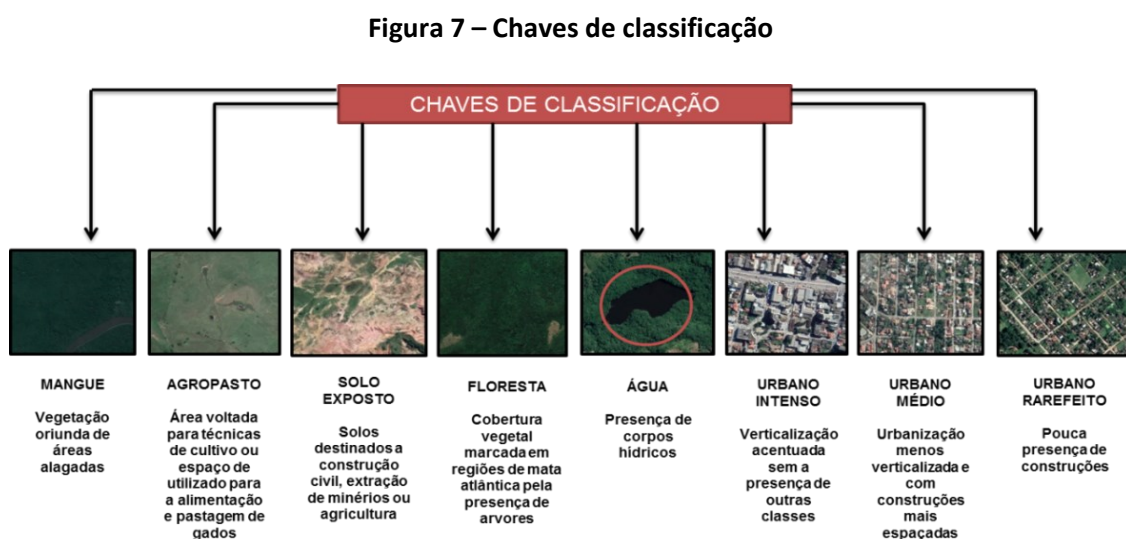 Figura 7 – Chaves de classificação
CHAVES DE CLASSIFICAÇÃO
MANGUE
Vegetação
oriunda de
áreas
alagadas
AGROPASTO
Área voltada
para técnicas
de cultivo ou
espaço de
utilizado para
a alimentação
e pastagem de
gados
SOLO
EXPOSTO
Solos
destinados a
construção
civil, extração
de minérios ou
agricultura
FLORESTA
Cobertura
vegetal
marcada em
regiões de mata
atlântica pela
presença de
arvores
ÁGUA
Presença de
corpos
hídricos
URBANO
INTENSO
Verticalização
acentuada
sem a
presença de
outras
classes
URBANO
MÉDIO
Urbanização
menos
verticalizada e
com
construções
mais
espaçadas
URBANO
RAREFEITO
Pouca
presença de
construções